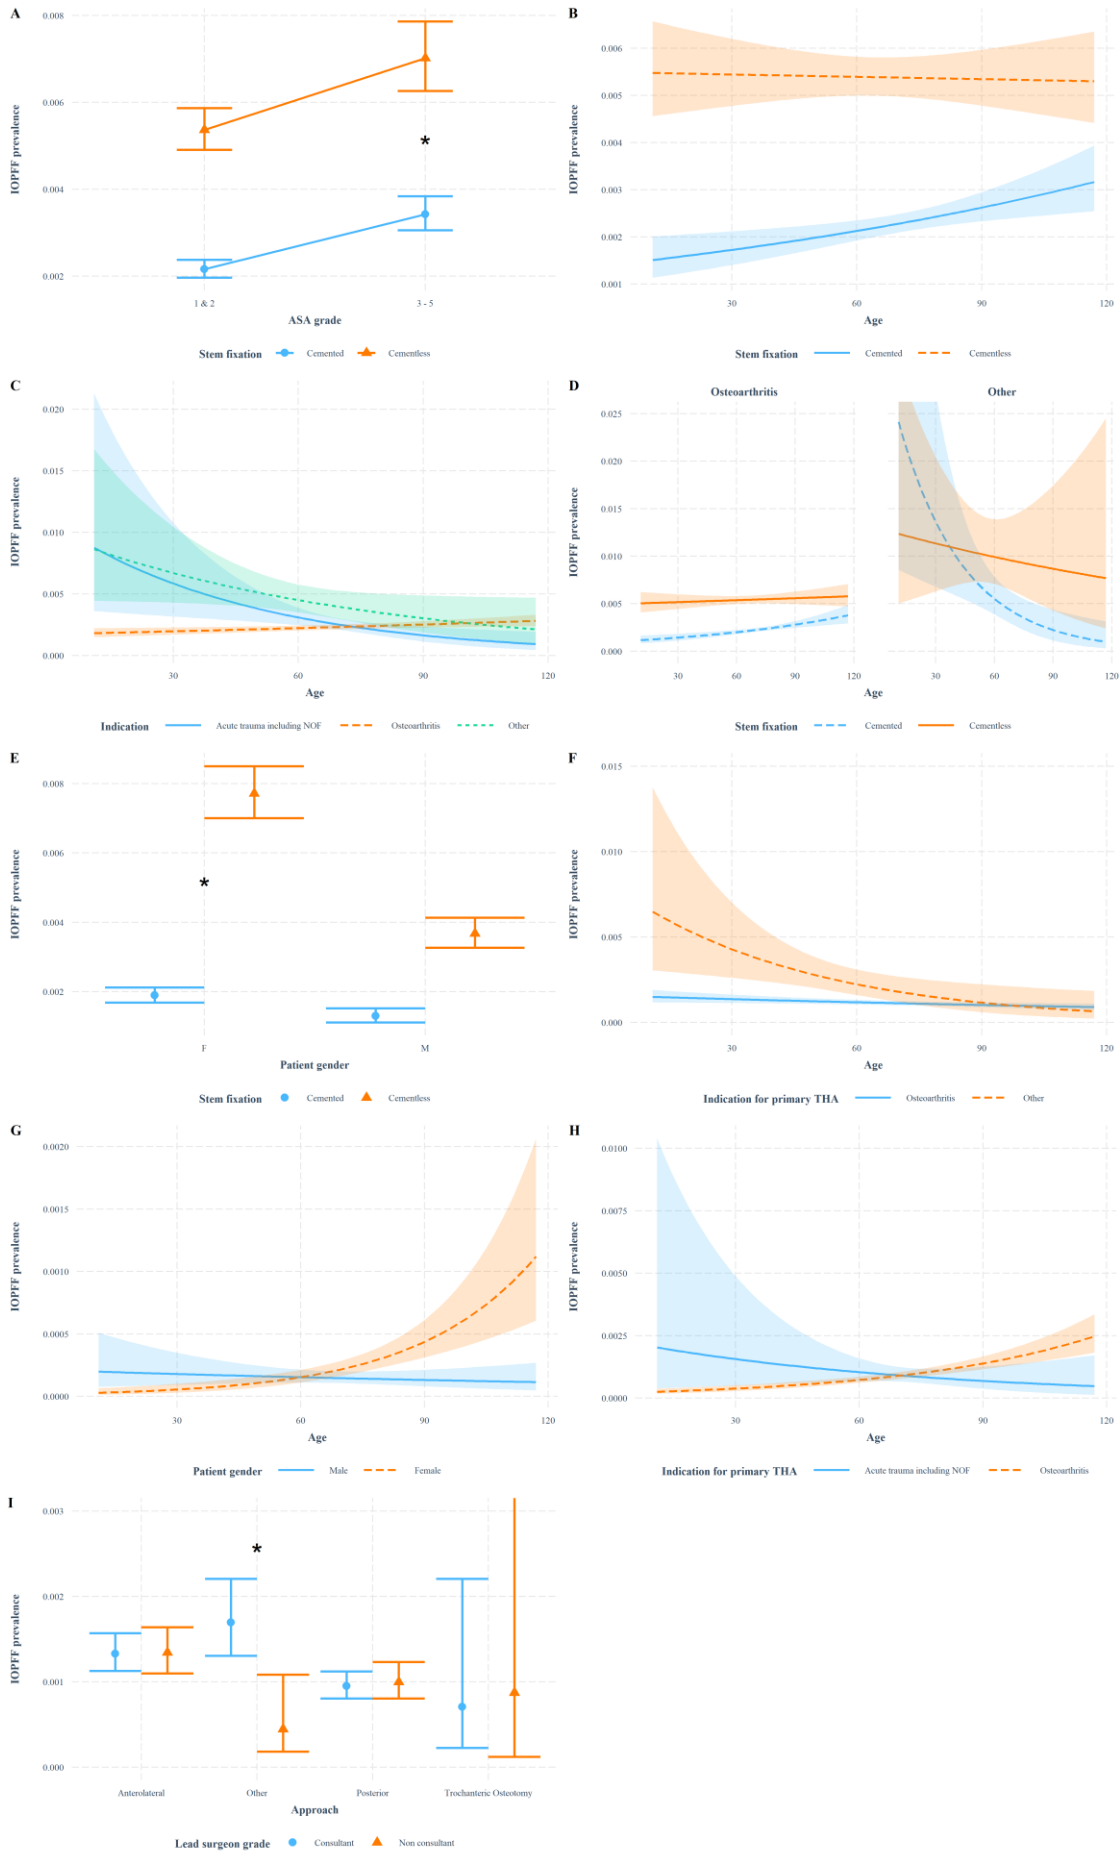 A
IOPFF prevalence
0.008
0.006
0.004
0.002
*
1 & 2
3 - 5
ASA grade
Stem fixation Cemented Cementless
B
IOPFF prevalence
0.006
0.005
0.004
0.003
0.002
0.001
30
60
90
120
Age
Stem fixation Cemented Cementless
C
IOPFF prevalence
0.020
0.015
0.010
0.005
0.000
30
60
90
120
Age
Indication Acute trauma including NOF Osteoarthritis Other
D
Osteoarthritis
Other
IOPFF prevalence
0.025
0.020
0.015
0.010
0.005
0.000
30
60
90
120
30
60
90
120
Age
Stem fixation Cemented Cementless
E
IOPFF prevalence
0.008
0.006
0.004
0.002
*
F
M
Patient gender
Stem fixation Cemented Cementless
F
IOPFF prevalence
0.015
0.010
0.005
0.000
30
60
90
120
Age
Indication for primary THA Osteoarthritis Other
G
IOPFF prevalence
0.0020
0.0015
0.0010
0.0005
0.0000
30
60
90
120
Age
Patient gender Male Female
H
IOPFF prevalence
0.0100
0.0075
0.0050
0.0025
0.0000
30
60
90
120
Age
Indication for primary THA Acute trauma including NOF Osteoarthritis
I
IOPFF prevalence
0.003
0.002
0.001
0.000
*
Anterolateral
Other
Posterior
Trochanteric Osteotomy
Approach
Lead surgeon grade Consultant Non consultant